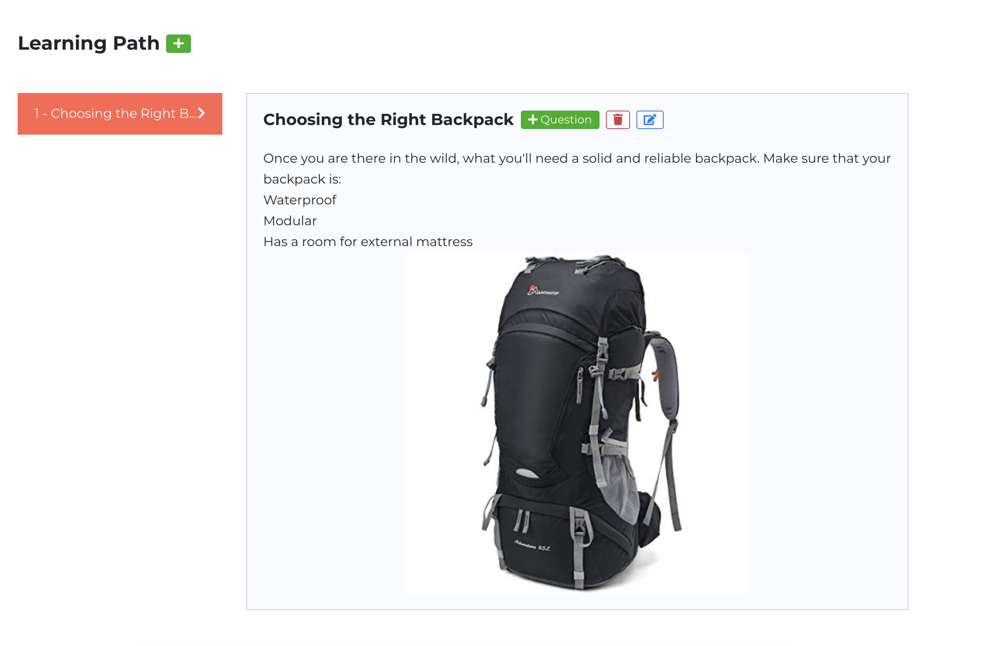 Learning Path
1 - Choosing the Right B...
Choosing the Right Backpack
Question
Once you are there in the wild, what you'll need a solid and reliable backpack. Make sure that your
backpack is:
Waterproof
Modular
Has a room for external mattress
MOUNTAINTOP
Adventure 65L